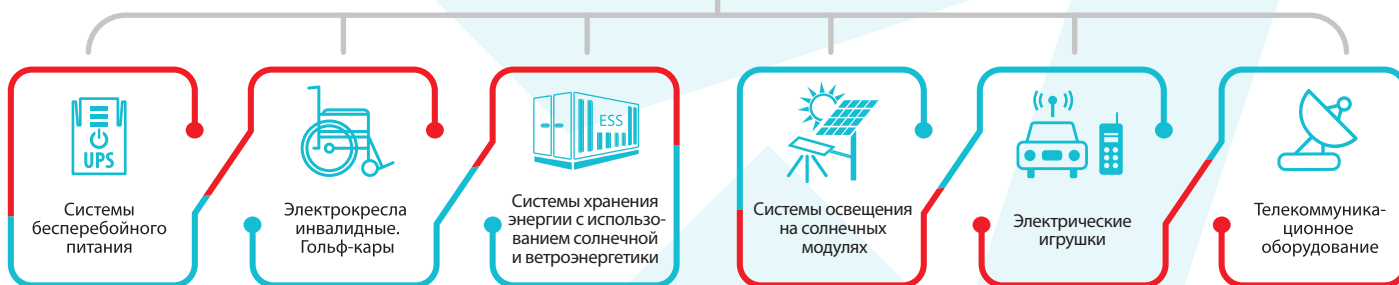 UPS
Системы
бесперебойного
питания
Электрокресла
инвалидные.
Гольф-кары
ESS
Системы хранения
энергии с использо-
ванием солнечной
и ветроэнергетики
Системы освещения
на солнечных
модулях
Электрические
игрушки
Телекоммуника-
ционное
оборудование